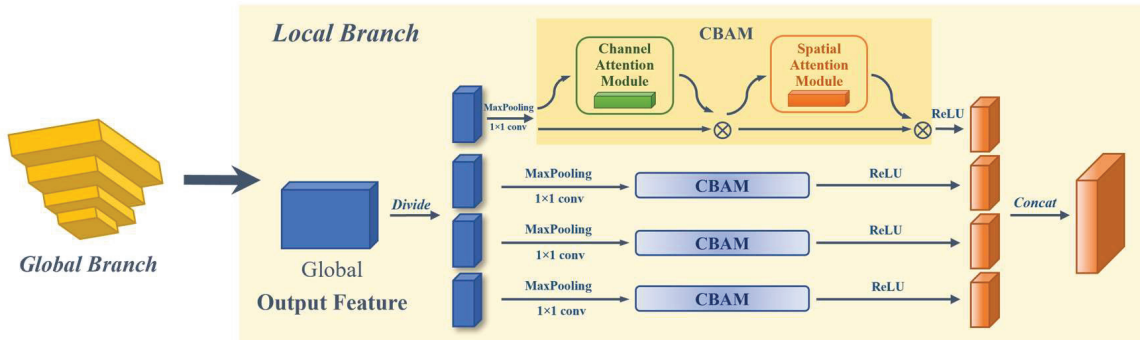 Local Branch
CBAM
Channel
Attention
Module
Spatial
Attention
Module
MaxPooling
1×1 conv
ReLU
Global Branch
Divide
Global
Output Feature
MaxPooling
1×1 conv
CBAM
ReLU
MaxPooling
1×1 conv
CBAM
ReLU
MaxPooling
1×1 conv
CBAM
ReLU
Concat